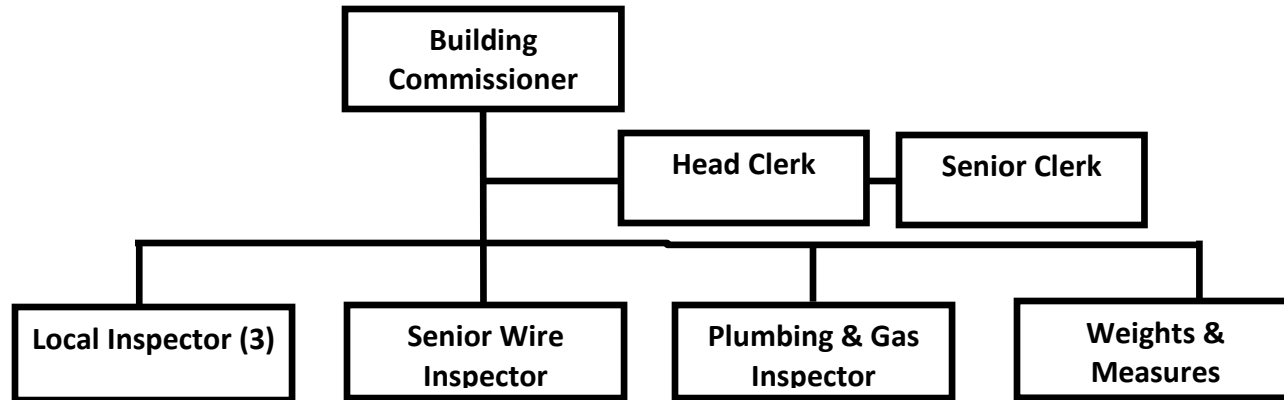 Building
Commissioner
Head Clerk
Senior Clerk
Local Inspector (3)
Senior Wire
Inspector
Plumbing & Gas
Inspector
Weights &
Measures